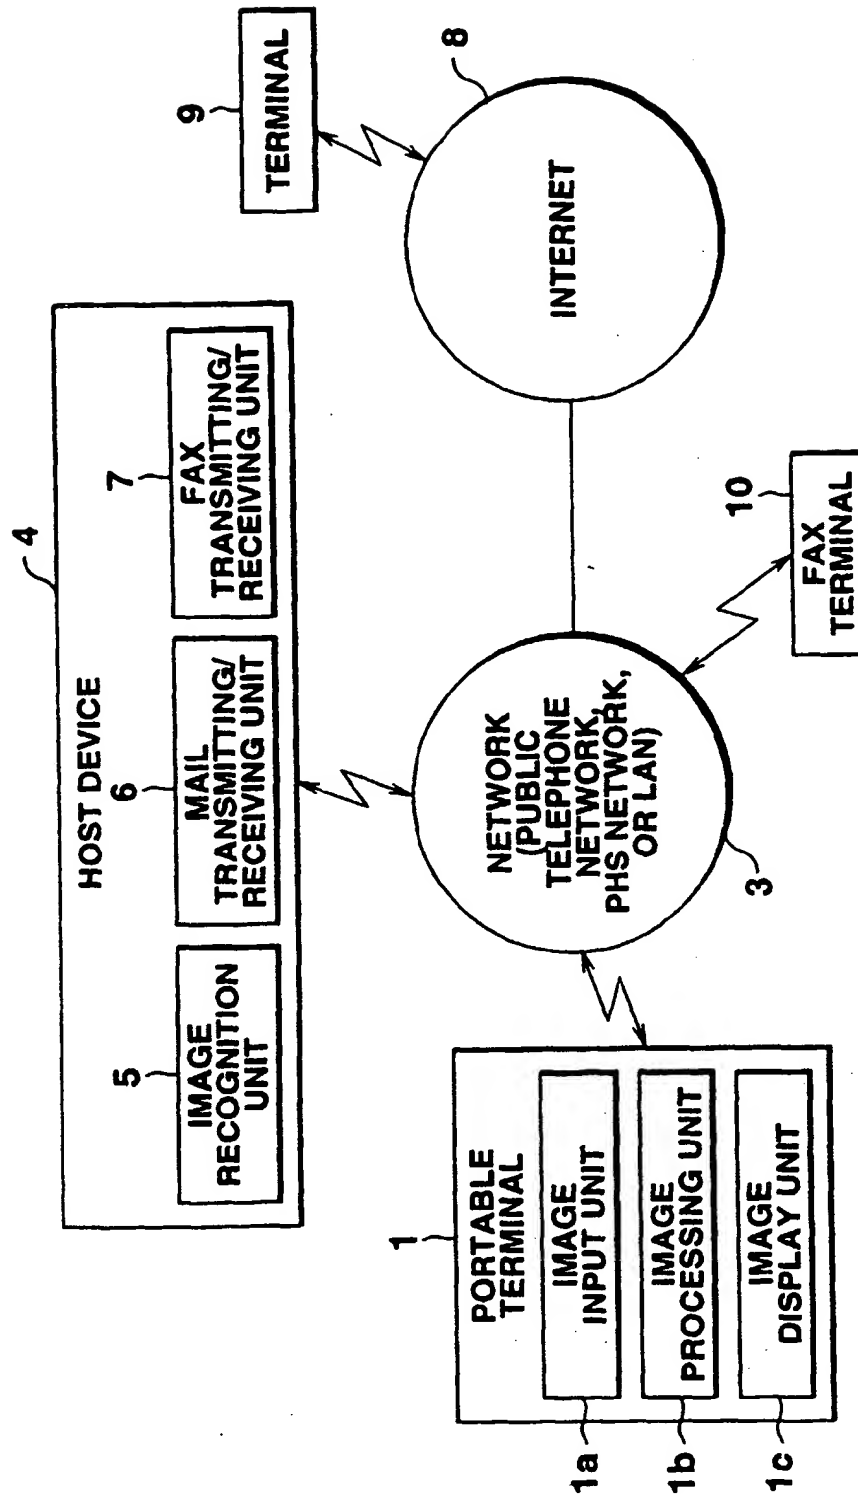 4
HOST DEVICE
5
IMAGE
RECOGNITION
UNIT
6
MAIL
TRANSMITTING/
RECEIVING UNIT
7
FAX
TRANSMITTING/
RECEIVING UNIT
9
TERMINAL
1
PORTABLE
TERMINAL
1a
IMAGE
INPUT UNIT
1b
IMAGE
PROCESSING UNIT
1c
IMAGE
DISPLAY UNIT
3
NETWORK
(PUBLIC
TELEPHONE
NETWORK,
PHS NETWORK,
OR LAN)
8
INTERNET
10
FAX
TERMINAL